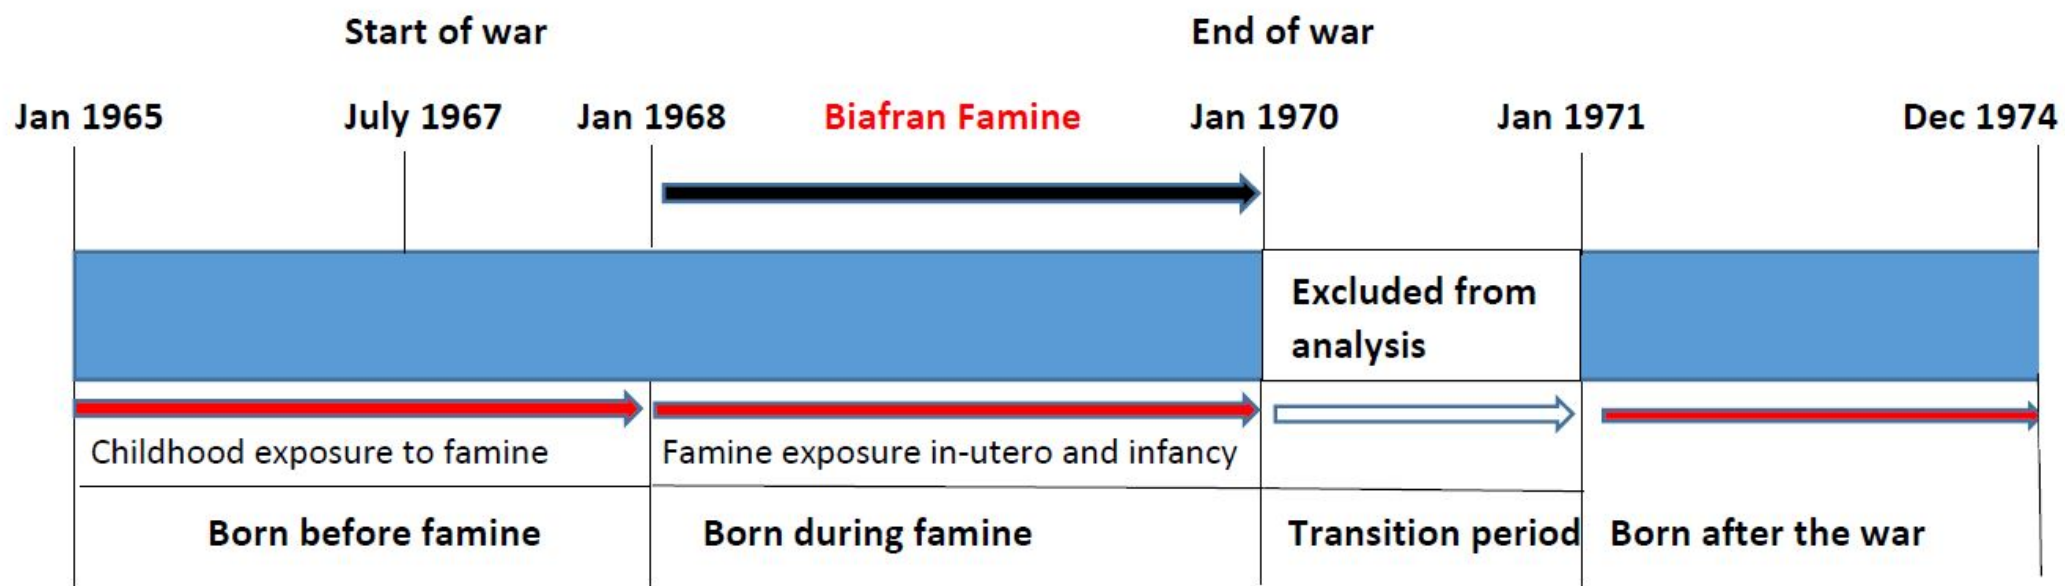 Start of war
End of war
Jan 1965
July 1967
Jan 1968
Biafran Famine
Jan 1970
Jan 1971
Dec 1974
Excluded from
analysis
Childhood exposure to famine
Famine exposure in-utero and infancy
Born before famine
Born during famine
Transition period
Born after the war